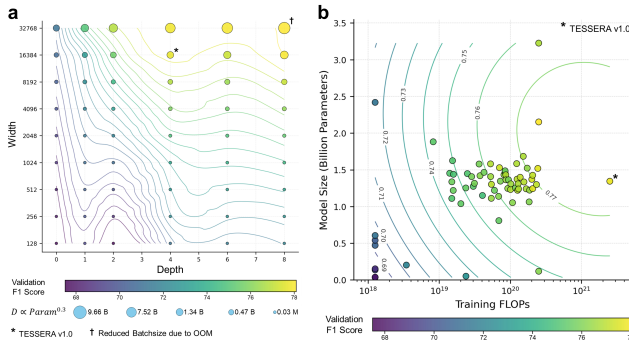 a
†
32768
*
16384
8192
4096
2048
1024
512
256
128
Width
0 1 2 3 4 5 6 7 8
Depth
Validation
F1 Score
68 70 72 74 76 78
D ∝ Param^0.3
9.66 B 7.52 B 1.34 B 0.47 B 0.03 M
* TESSERA v1.0 † Reduced Batchsize due to OOM
b
3.5
3.0
2.5
2.0
1.5
1.0
0.5
0.0
Model Size (Billion Parameters)
* TESSERA v1.0
0.75
0.73
0.76
0.72
0.74
0.71
0.77
0.70
0.69
*
10^18 10^19 10^20 10^21
Training FLOPs
Validation
F1 Score
68 70 72 74 76